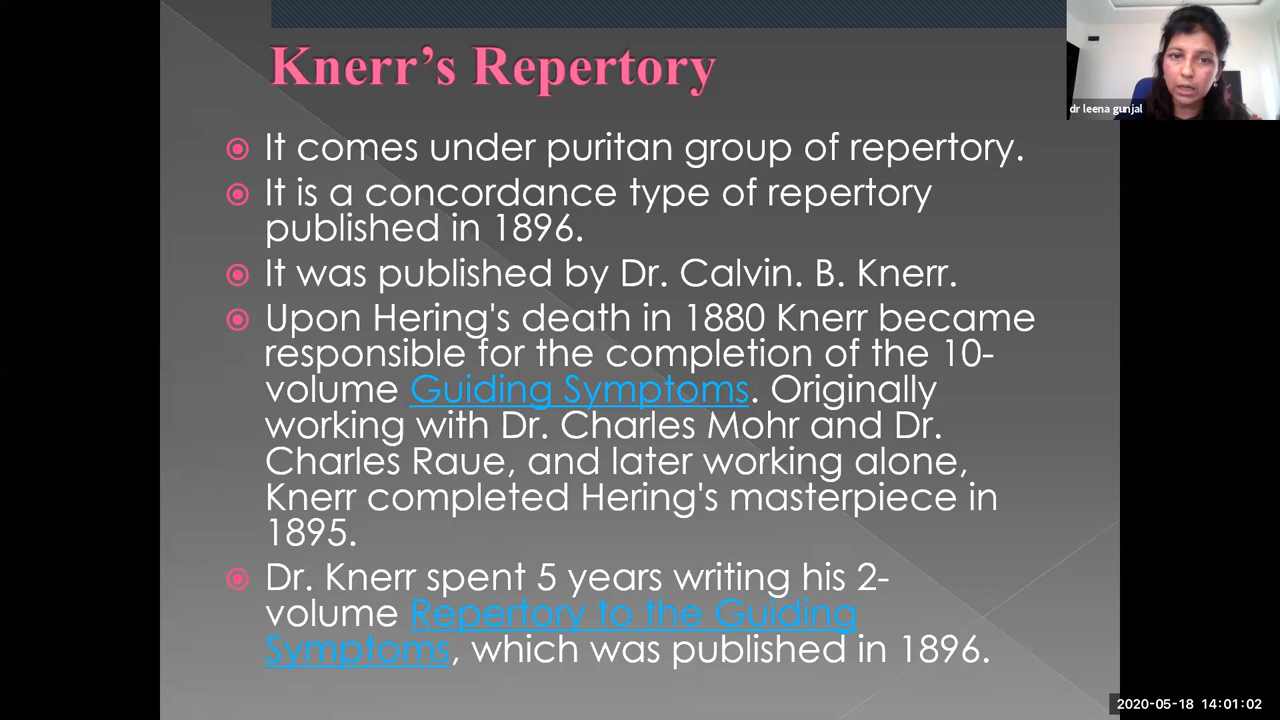 Knerr's Repertory
dr leena gunjal
It comes under puritan group of repertory.
It is a concordance type of repertory
published in 1896.
It was published by Dr. Calvin. B. Knerr.
Upon Hering's death in 1880 Knerr became
responsible for the completion of the 10-
volume Guiding Symptoms. Originally
working with Dr. Charles Mohr and Dr.
Charles Raue, and later working alone,
Knerr completed Hering's masterpiece in
1895.
Dr. Knerr spent 5 years writing his 2-
volume Repertory to the Guiding
Symptoms, which was published in 1896.
2020-05-18 14:01:02